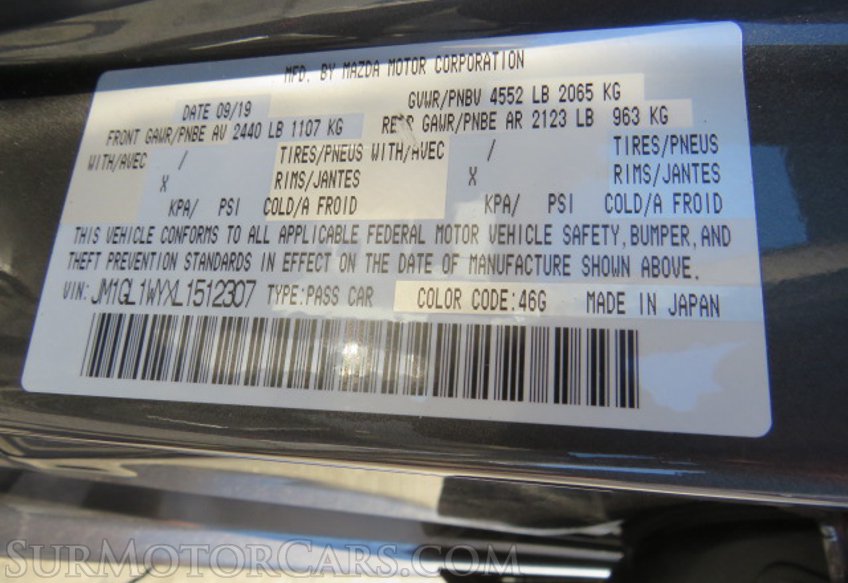 MFD. BY MAZDA MOTOR CORPORATION
DATE 09/19 GVWR/PNBV 4552 LB 2065 KG
FRONT GAWR/PNBE AV 2440 LB 1107 KG REAR GAWR/PNBE AR 2123 LB 963 KG
WITH/AVEC / TIRES/PNEUS WITH/AVEC / TIRES/PNEUS
X RIMS/JANTES X RIMS/JANTES
KPA/ PSI COLD/A FROID KPA/ PSI COLD/A FROID
THIS VEHICLE CONFORMS TO ALL APPLICABLE FEDERAL MOTOR VEHICLE SAFETY, BUMPER, AND
THEFT PREVENTION STANDARDS IN EFFECT ON THE DATE OF MANUFACTURE SHOWN ABOVE.
VIN: JM1GL1WYXL1512307 TYPE: PASS CAR COLOR CODE: 46G MADE IN JAPAN
SurMotorCars.com